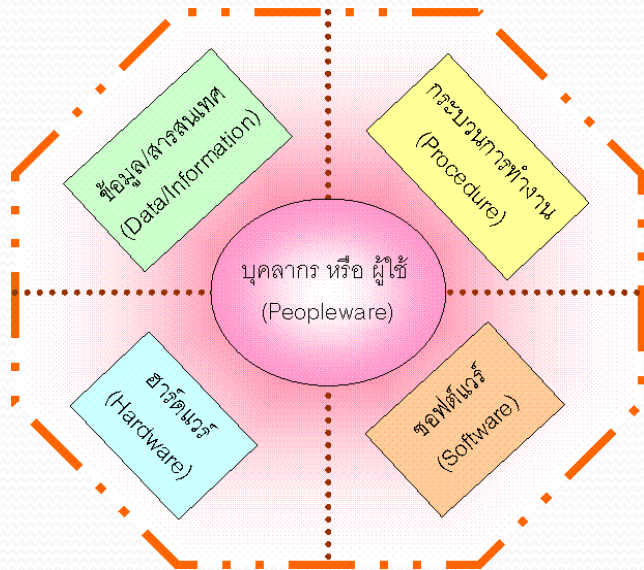 ข้อมูล/สารสนเทศ
(Data/Information)
กระบวนการทำงาน
(Procedure)
บุคลากร หรือ ผู้ใช้
(Peopleware)
ฮาร์ดแวร์
(Hardware)
ซอฟต์แวร์
(Software)